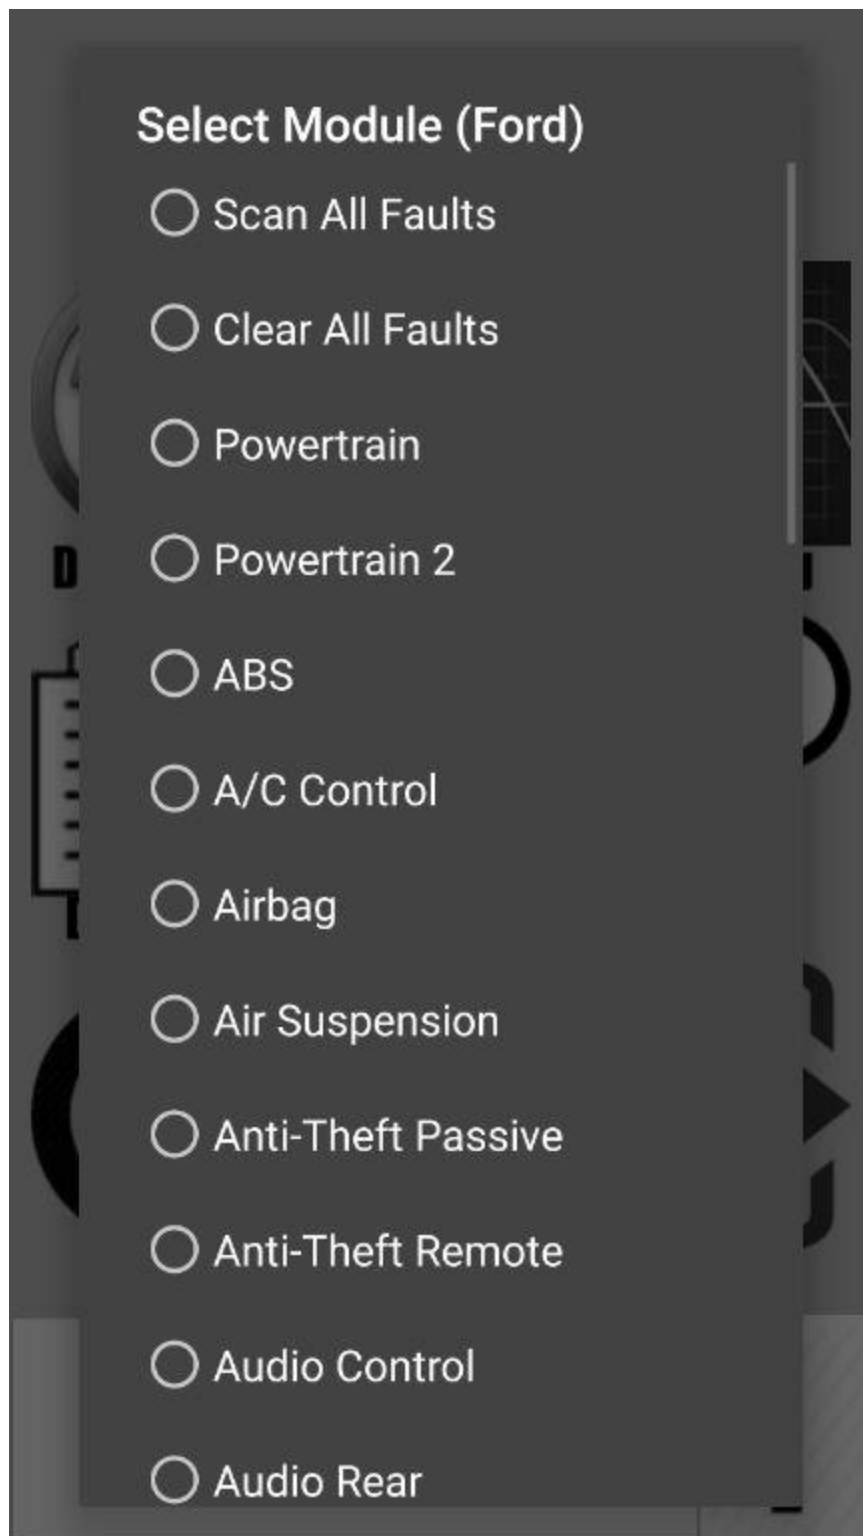 Select Module (Ford)
Scan All Faults
Clear All Faults
Powertrain
Powertrain 2
ABS
A/C Control
Airbag
Air Suspension
Anti-Theft Passive
Anti-Theft Remote
Audio Control
Audio Rear